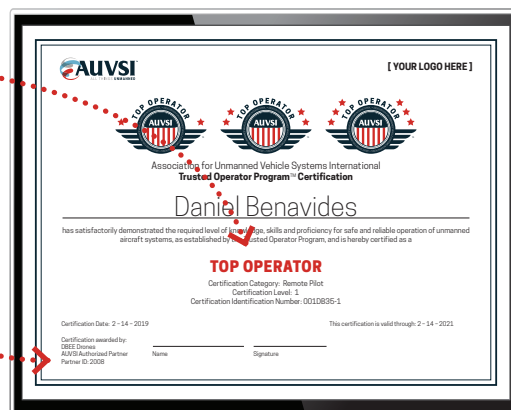 AUVSI
[ YOUR LOGO HERE ]
TOP OPERATOR
AUVSI
TOP OPERATOR
AUVSI
TOP OPERATOR
AUVSI
Association for Unmanned Vehicle Systems International
Trusted Operator Program™ Certification
Daniel Benavides
has satisfactorily demonstrated the required level of knowledge, skills and proficiency for safe and reliable operation of unmanned
aircraft systems, as established by the Trusted Operator Program, and is hereby certified as a
TOP OPERATOR
Certification Category: Remote Pilot
Certification Level: 1
Certification Identification Number: 001DB35-1
Certification Date: 2 - 14 - 2019
This certification is valid through: 2 - 14 - 2021
Certification awarded by:
DBEE Drones
AUVSI Authorized Partner
Partner ID: 2008
Name
Signature